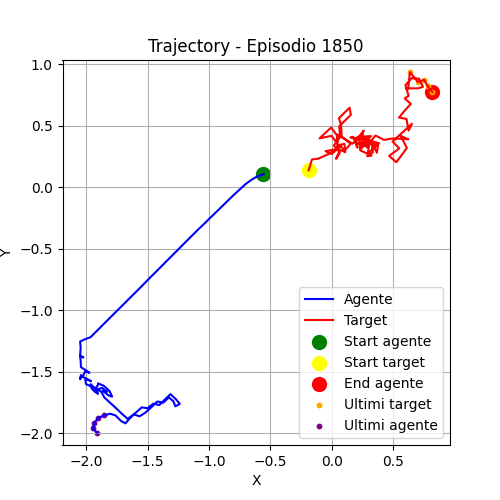 Trajectory - Episodio 1850
1.0
0.5
0.0
−0.5
−1.0
−1.5
−2.0
Y
Agente
Target
Start agente
Start target
End agente
Ultimi target
Ultimi agente
−2.0 −1.5 −1.0 −0.5 0.0 0.5
X